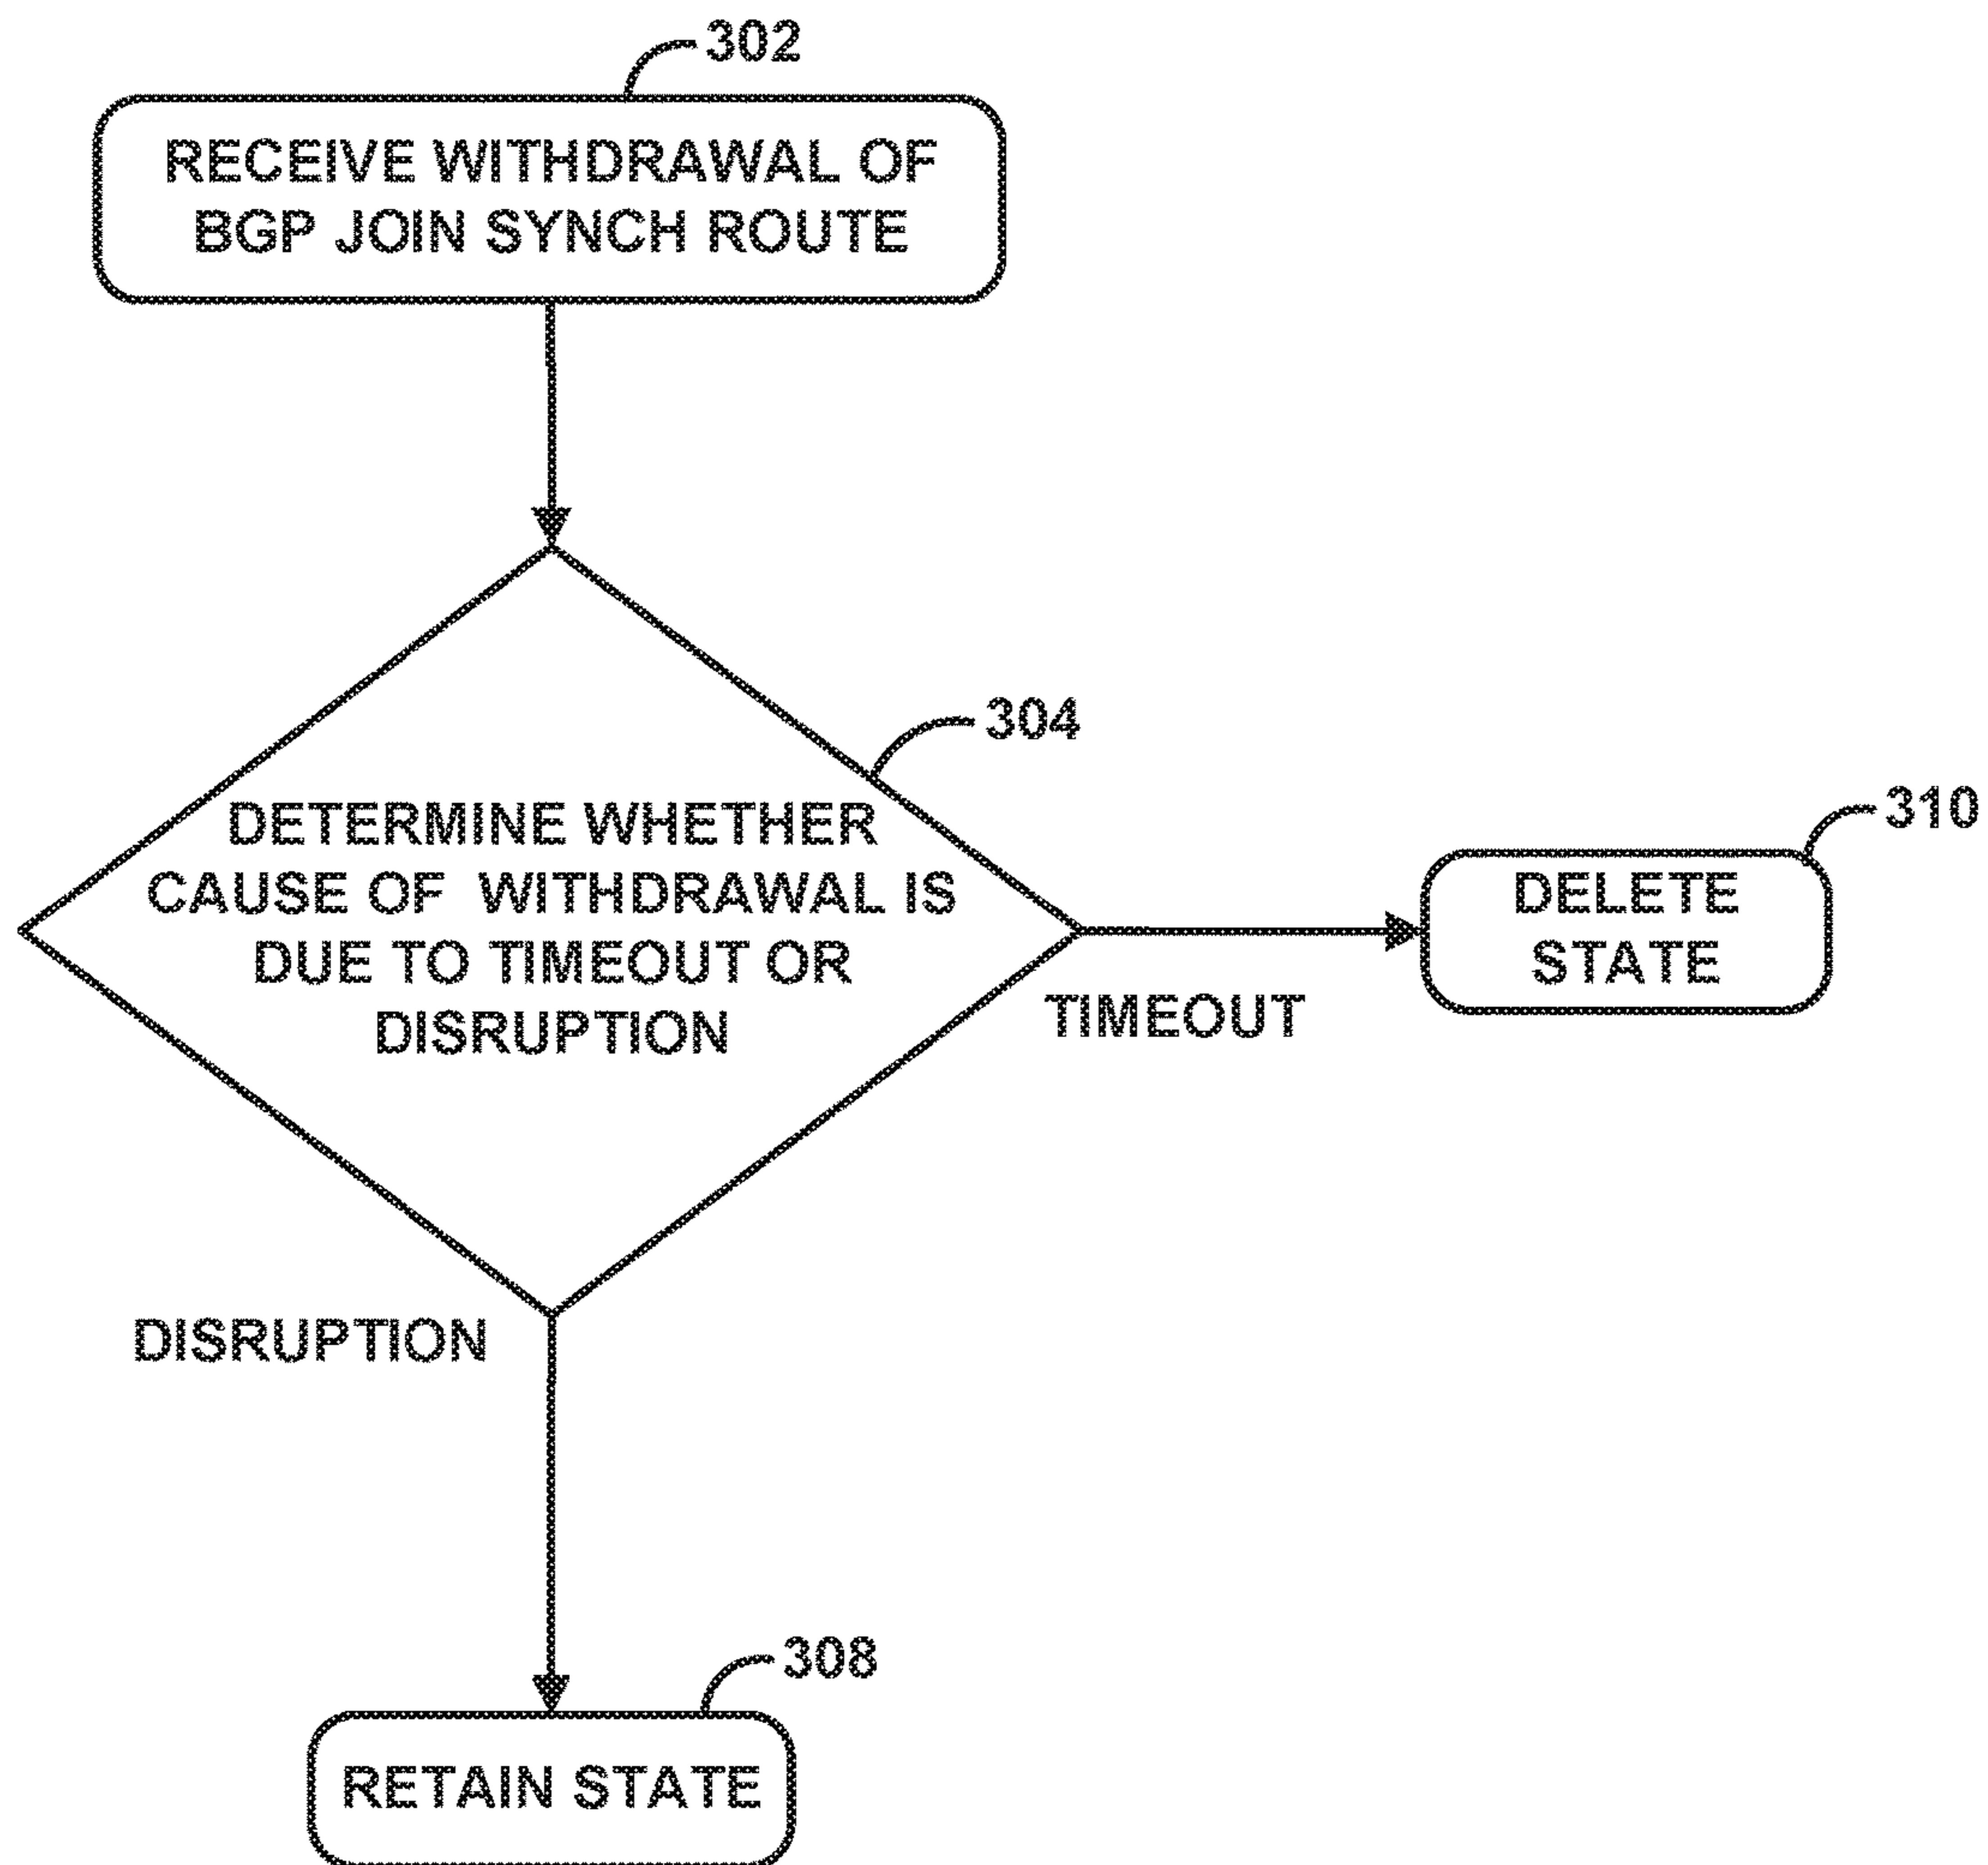 302
RECEIVE WITHDRAWAL OF
BGP JOIN SYNCH ROUTE
304
DETERMINE WHETHER
CAUSE OF WITHDRAWAL IS
DUE TO TIMEOUT OR
DISRUPTION
310
DELETE
STATE
TIMEOUT
DISRUPTION
308
RETAIN STATE